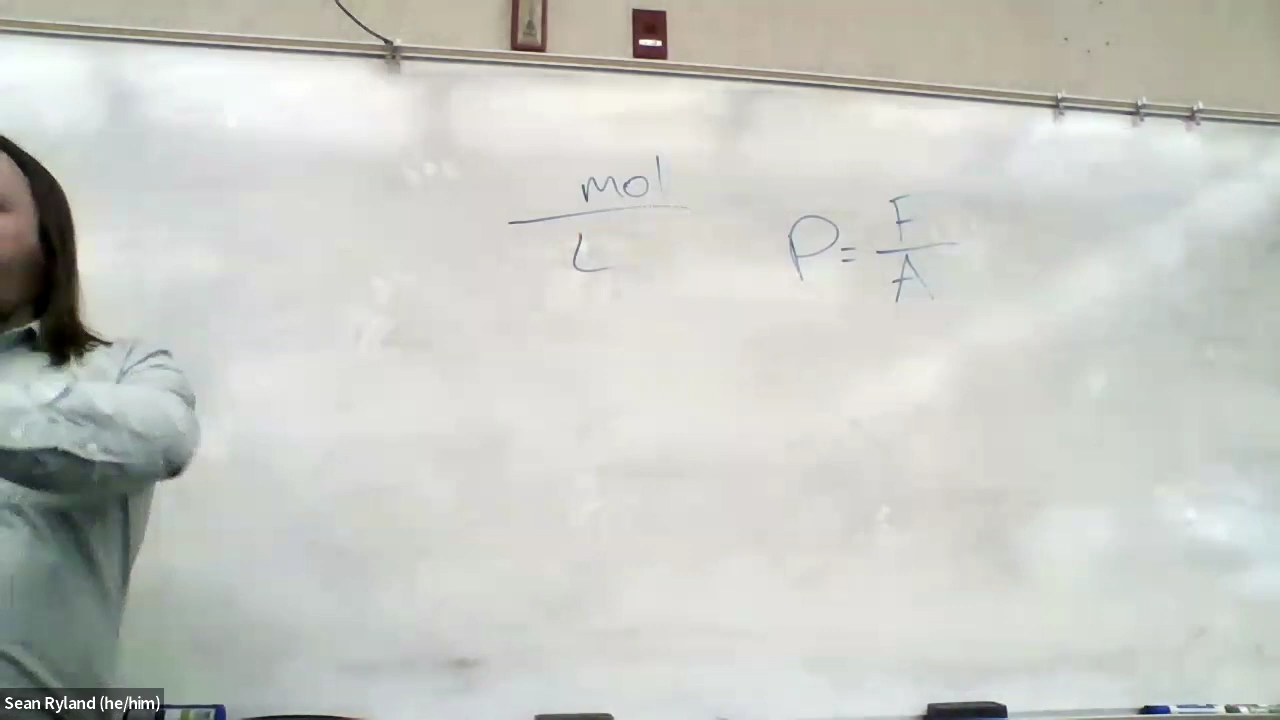 mol
L
P = F
A
Sean Ryland (he/him)